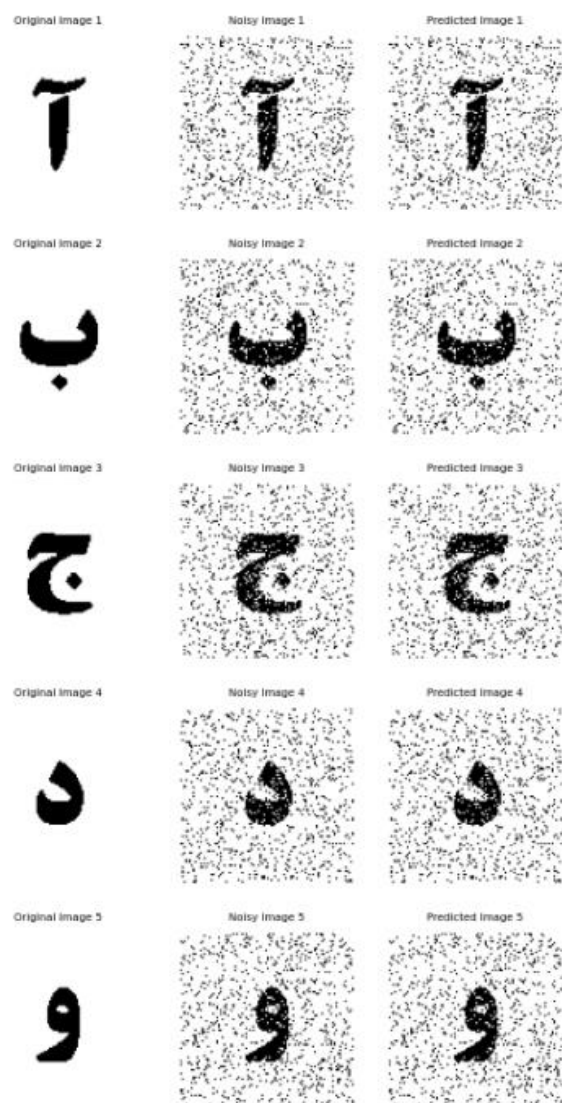 Original Image 1 Noisy Image 1 Predicted Image 1
آ آ آ
Original Image 2 Noisy Image 2 Predicted Image 2
ب ب ب
Original Image 3 Noisy Image 3 Predicted Image 3
ج ج ج
Original Image 4 Noisy Image 4 Predicted Image 4
د د د
Original Image 5 Noisy Image 5 Predicted Image 5
و و و